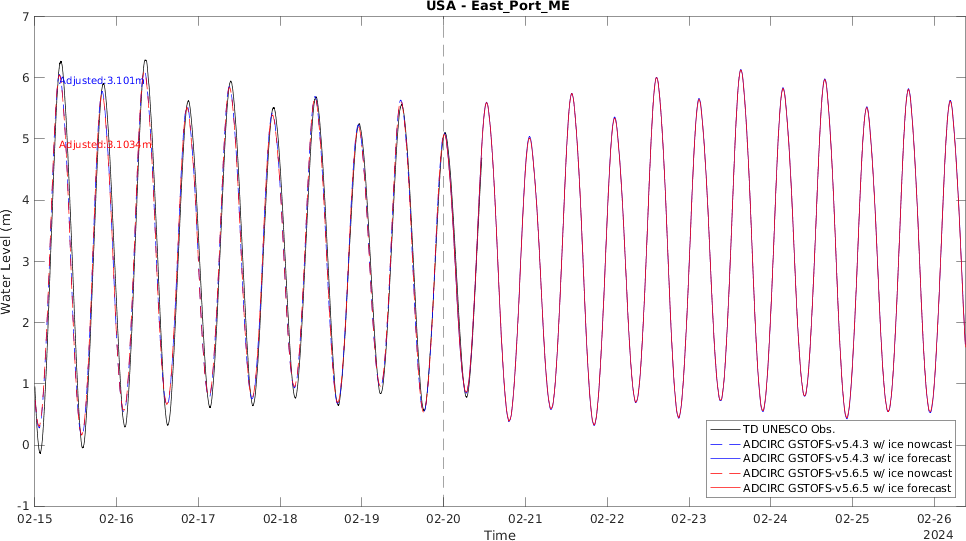 USA - East_Port_ME
7
6
5
4
3
2
1
0
-1
Water Level (m)
Adjusted:3.101m
Adjusted:3.1034m
TD UNESCO Obs.
ADCIRC GSTOFS-v5.4.3 w/ ice nowcast
ADCIRC GSTOFS-v5.4.3 w/ ice forecast
ADCIRC GSTOFS-v5.6.5 w/ ice nowcast
ADCIRC GSTOFS-v5.6.5 w/ ice forecast
02-15 02-16 02-17 02-18 02-19 02-20 02-21 02-22 02-23 02-24 02-25 02-26
Time
2024